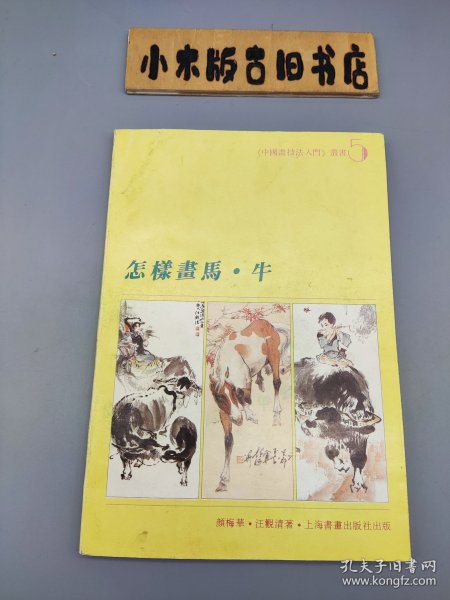 小米版古旧书店
《中國畫技法入門》叢書 5
怎樣畫馬·牛
顔梅華·汪觀清著·上海書畫出版社出版
孔夫子旧书网
www.kongfz.com